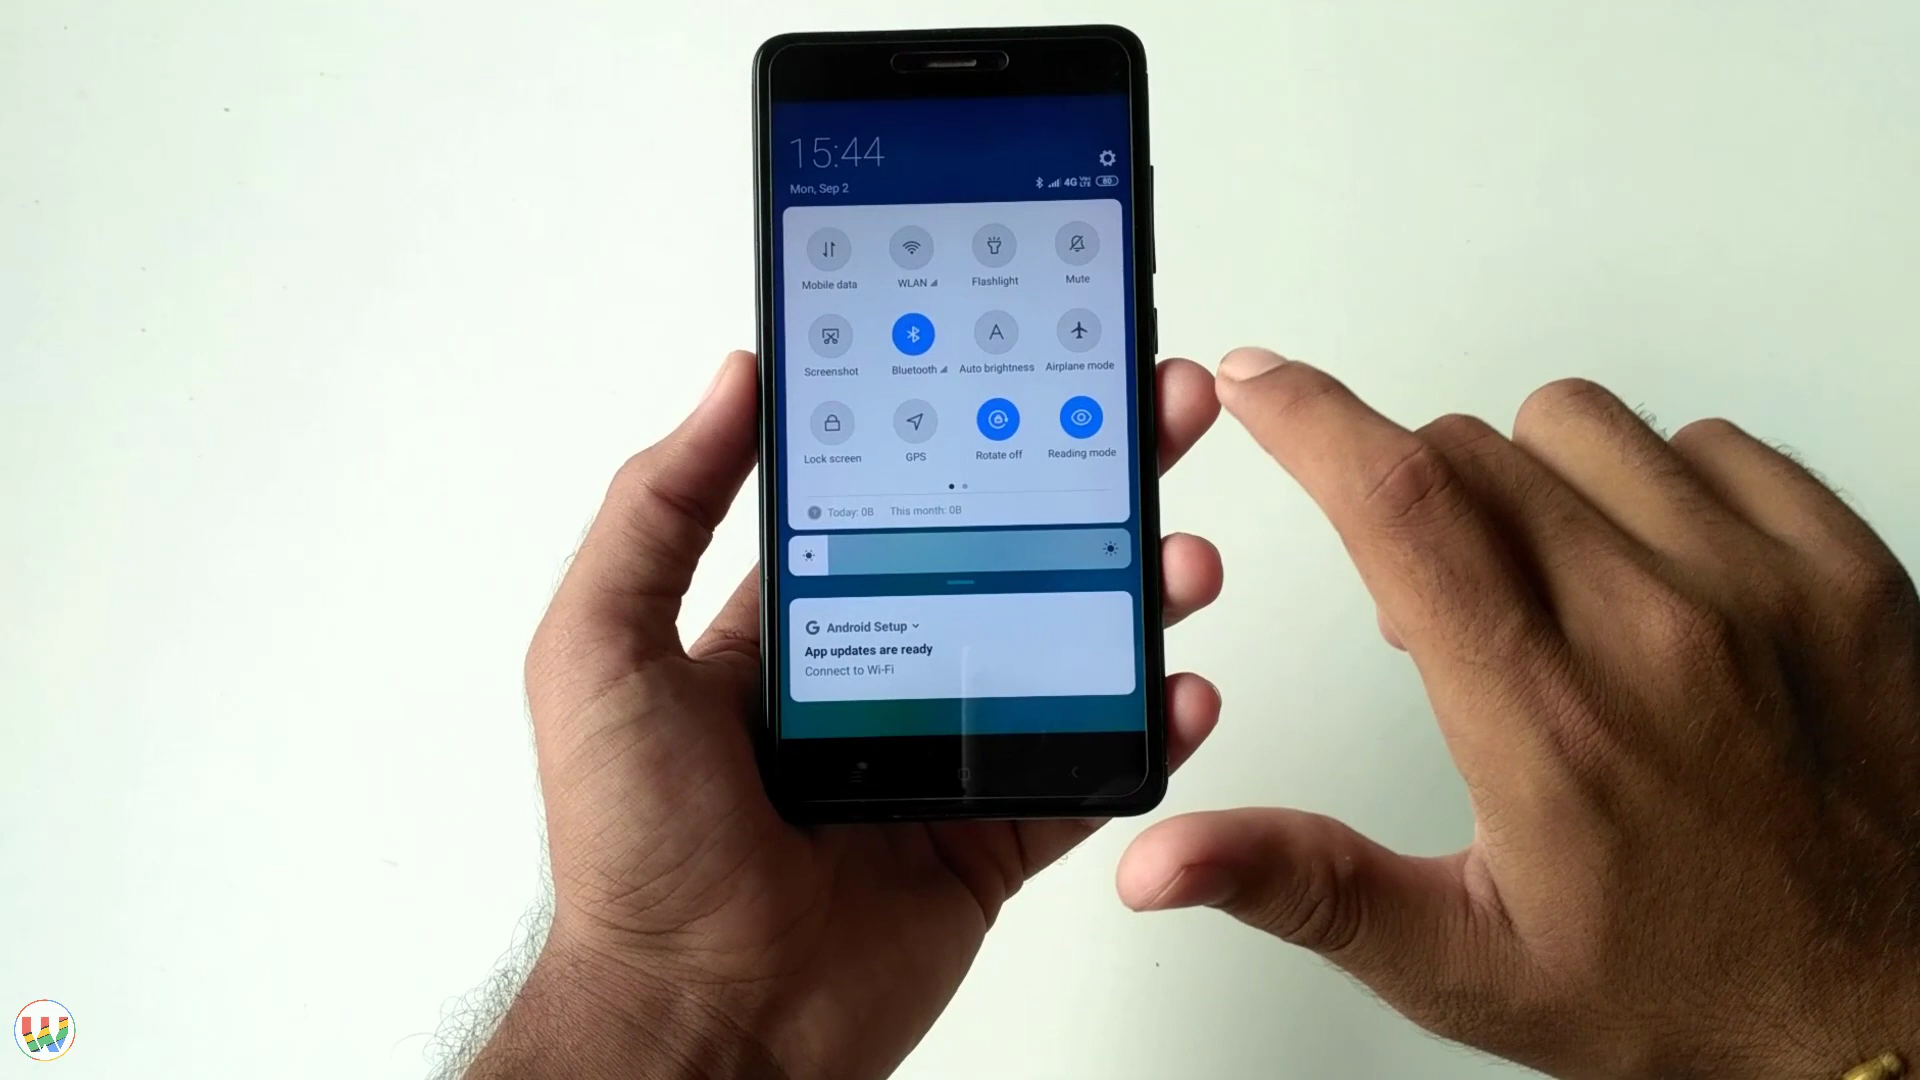 15:44
Mon, Sep 2
4G VoLTE 80
Mobile data
WLAN
Flashlight
Mute
Screenshot
Bluetooth
A
Auto brightness
Airplane mode
Lock screen
GPS
Rotate off
Reading mode
Today: 0B This month: 0B
G Android Setup
App updates are ready
Connect to Wi-Fi
W